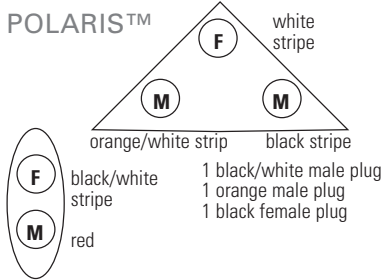 POLARIS™
white
stripe
F
M
M
orange/white strip
black stripe
F
black/white
stripe
M
red
1 black/white male plug
1 orange male plug
1 black female plug